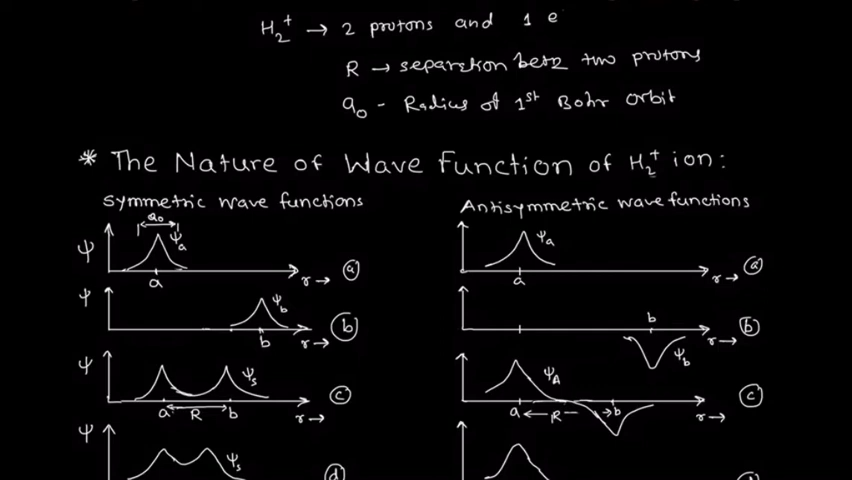 H₂⁺ → 2 protons and 1 e
R → separation betn two protons
a₀ - Radius of 1st Bohr orbit
* The Nature of Wave Function of H₂⁺ ion:
Symmetric wave functions
Antisymmetric wave functions
a₀
ψ ψa a r→ (a)
ψ ψb b r→ (b)
ψ ψs a R b r→ (c)
ψ ψs (d)
ψa a r→ (a)
b ψb r→ (b)
ψA a ← R → b r→ (c)